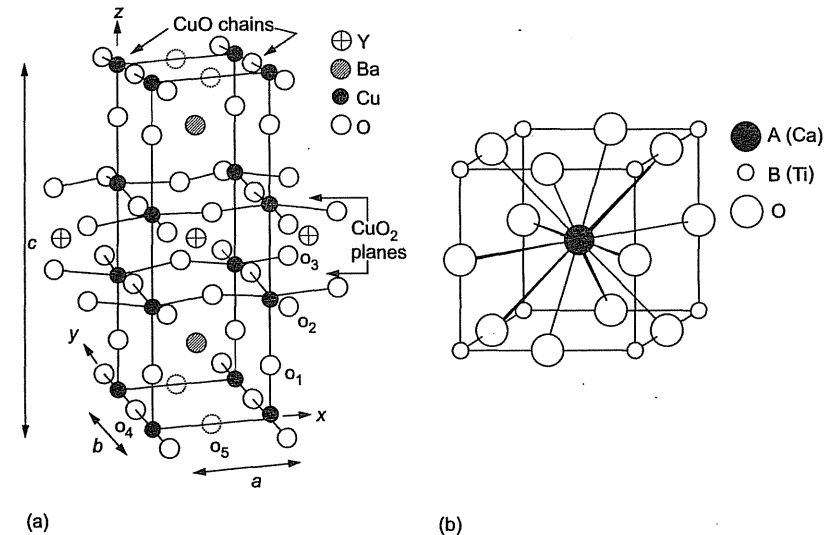 z
CuO chains
Y
Ba
Cu
O
c
CuO₂
planes
O₃
O₂
y
O₁
x
O₄
b
O₅
a
(a)
A (Ca)
B (Ti)
O
(b)